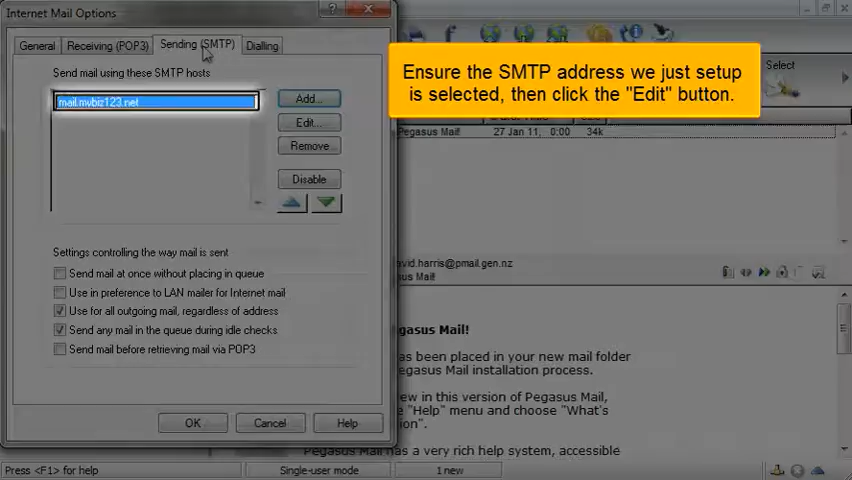 Internet Mail Options
General
Receiving (POP3)
Sending (SMTP)
Dialling
Send mail using these SMTP hosts
mail.mybiz123.net
Add...
Edit...
Remove...
Disable
Settings controlling the way mail is sent
Send mail at once without placing in queue
Use in preference to LAN mailer for Internet mail
Use for all outgoing mail, regardless of address
Send any mail in the queue during idle checks
Send mail before retrieving mail via POP3
OK
Cancel
Help
Ensure the SMTP address we just setup
is selected, then click the "Edit" button.
Select
Pegasus Mail!
27 Jan 11, 0:00
34k
avid.harris@pmail.gen.nz
sus Mail!
egasus Mail!
has been placed in your new mail folder
egasus Mail installation process.
ew in this version of Pegasus Mail,
e "Help" menu and choose "What's
ion".
Pegasus Mail has a very rich help system, accessible
Press <F1> for help
Single-user mode
1 new